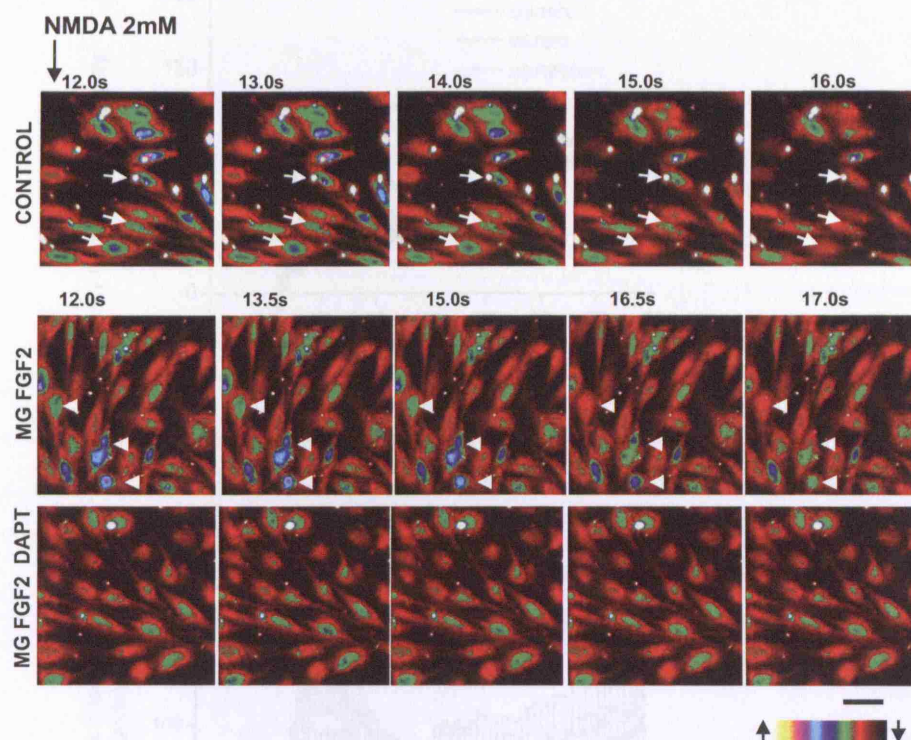 NMDA 2mM
12.0s 13.0s 14.0s 15.0s 16.0s
CONTROL
12.0s 13.5s 15.0s 16.5s 17.0s
MG FGF2
MG FGF2 DAPT